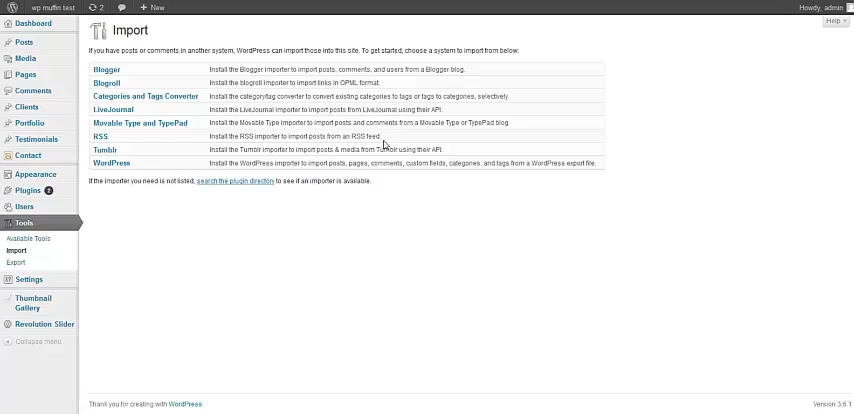 wp muffin test 2 + New Howdy, admin
Help
Dashboard
Posts
Media
Pages
Comments
Clients
Portfolio
Testimonials
Contact
Appearance
Plugins 2
Users
Tools
Available Tools
Import
Export
Settings
Thumbnail
Gallery
Revolution Slider
Collapse menu
Import
If you have posts or comments in another system, WordPress can import those into this site. To get started, choose a system to import from below:
Blogger Install the Blogger importer to import posts, comments, and users from a Blogger blog.
Blogroll Install the blogroll importer to import links in OPML format.
Categories and Tags Converter Install the category/tag converter to convert existing categories to tags or tags to categories, selectively
LiveJournal Install the LiveJournal importer to import posts from LiveJournal using their API.
Movable Type and TypePad Install the Movable Type importer to import posts and comments from a Movable Type or TypePad blog.
RSS Install the RSS importer to import posts from an RSS feed.
Tumblr Install the Tumblr importer to import posts & media from Tumblr using their API.
WordPress Install the WordPress importer to import posts, pages, comments, custom fields, categories, and tags from a WordPress export file.
If the importer you need is not listed, search the plugin directory to see if an importer is available.
Thank you for creating with WordPress. Version 3.6.1